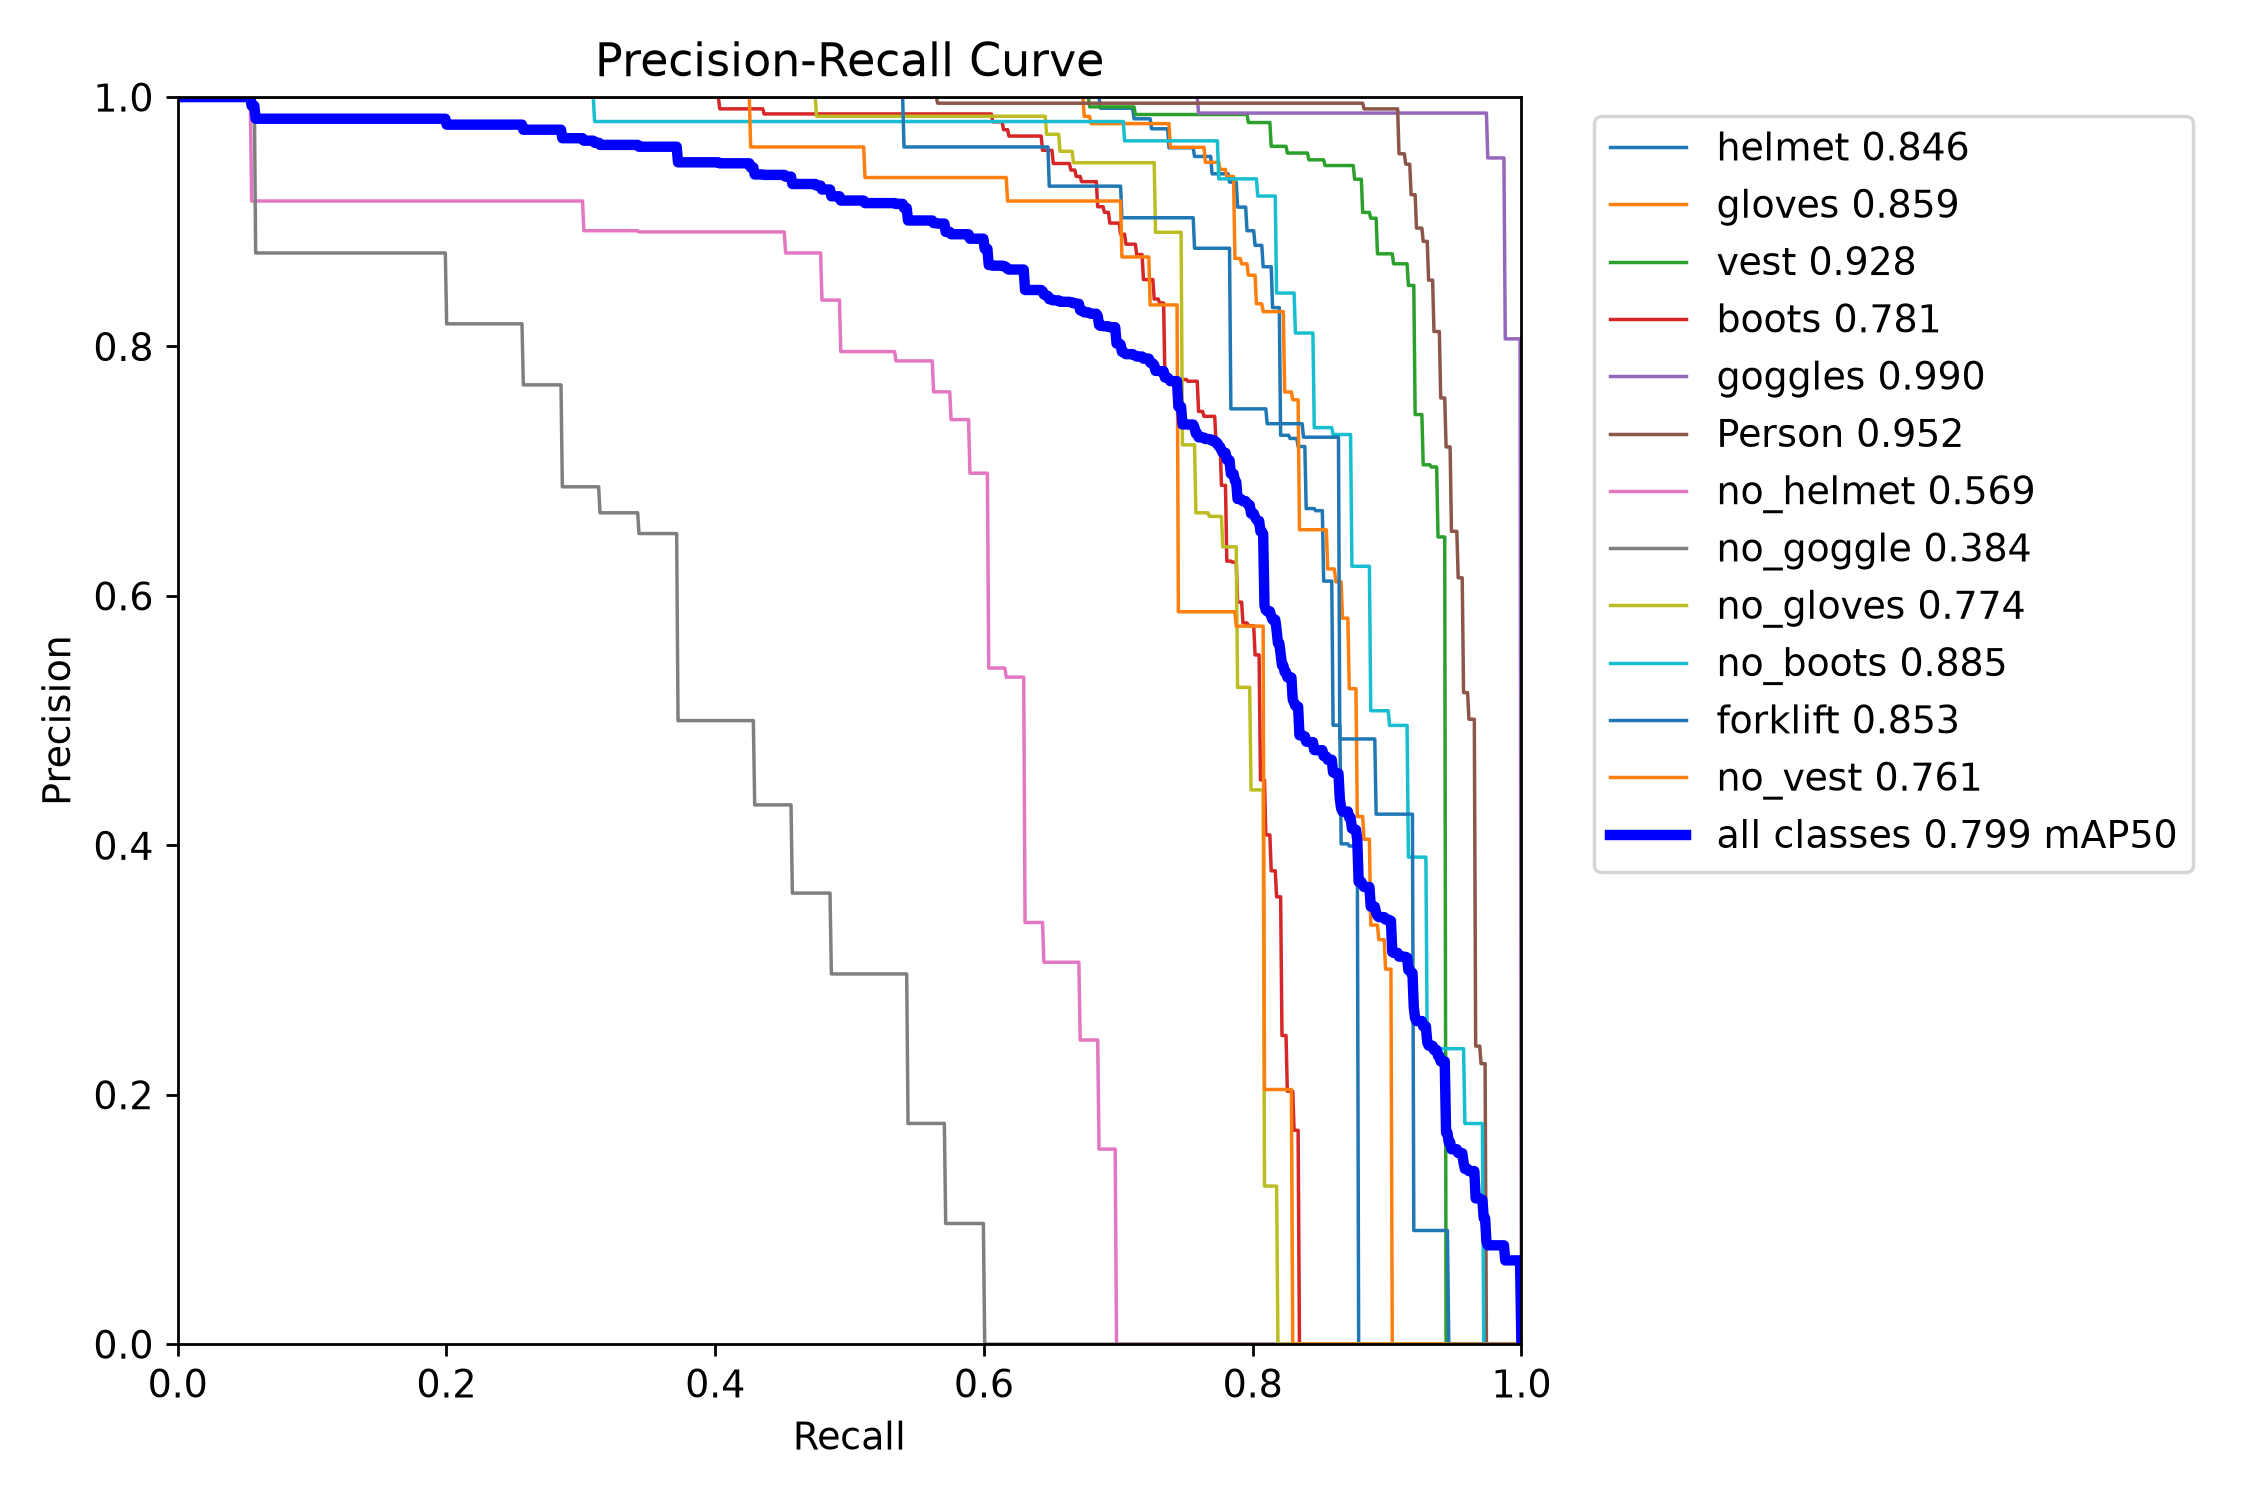 Precision-Recall Curve
1.0
0.8
0.6
0.4
0.2
0.0
Precision
0.0 0.2 0.4 0.6 0.8 1.0
Recall
helmet 0.846
gloves 0.859
vest 0.928
boots 0.781
goggles 0.990
Person 0.952
no_helmet 0.569
no_goggle 0.384
no_gloves 0.774
no_boots 0.885
forklift 0.853
no_vest 0.761
all classes 0.799 mAP50